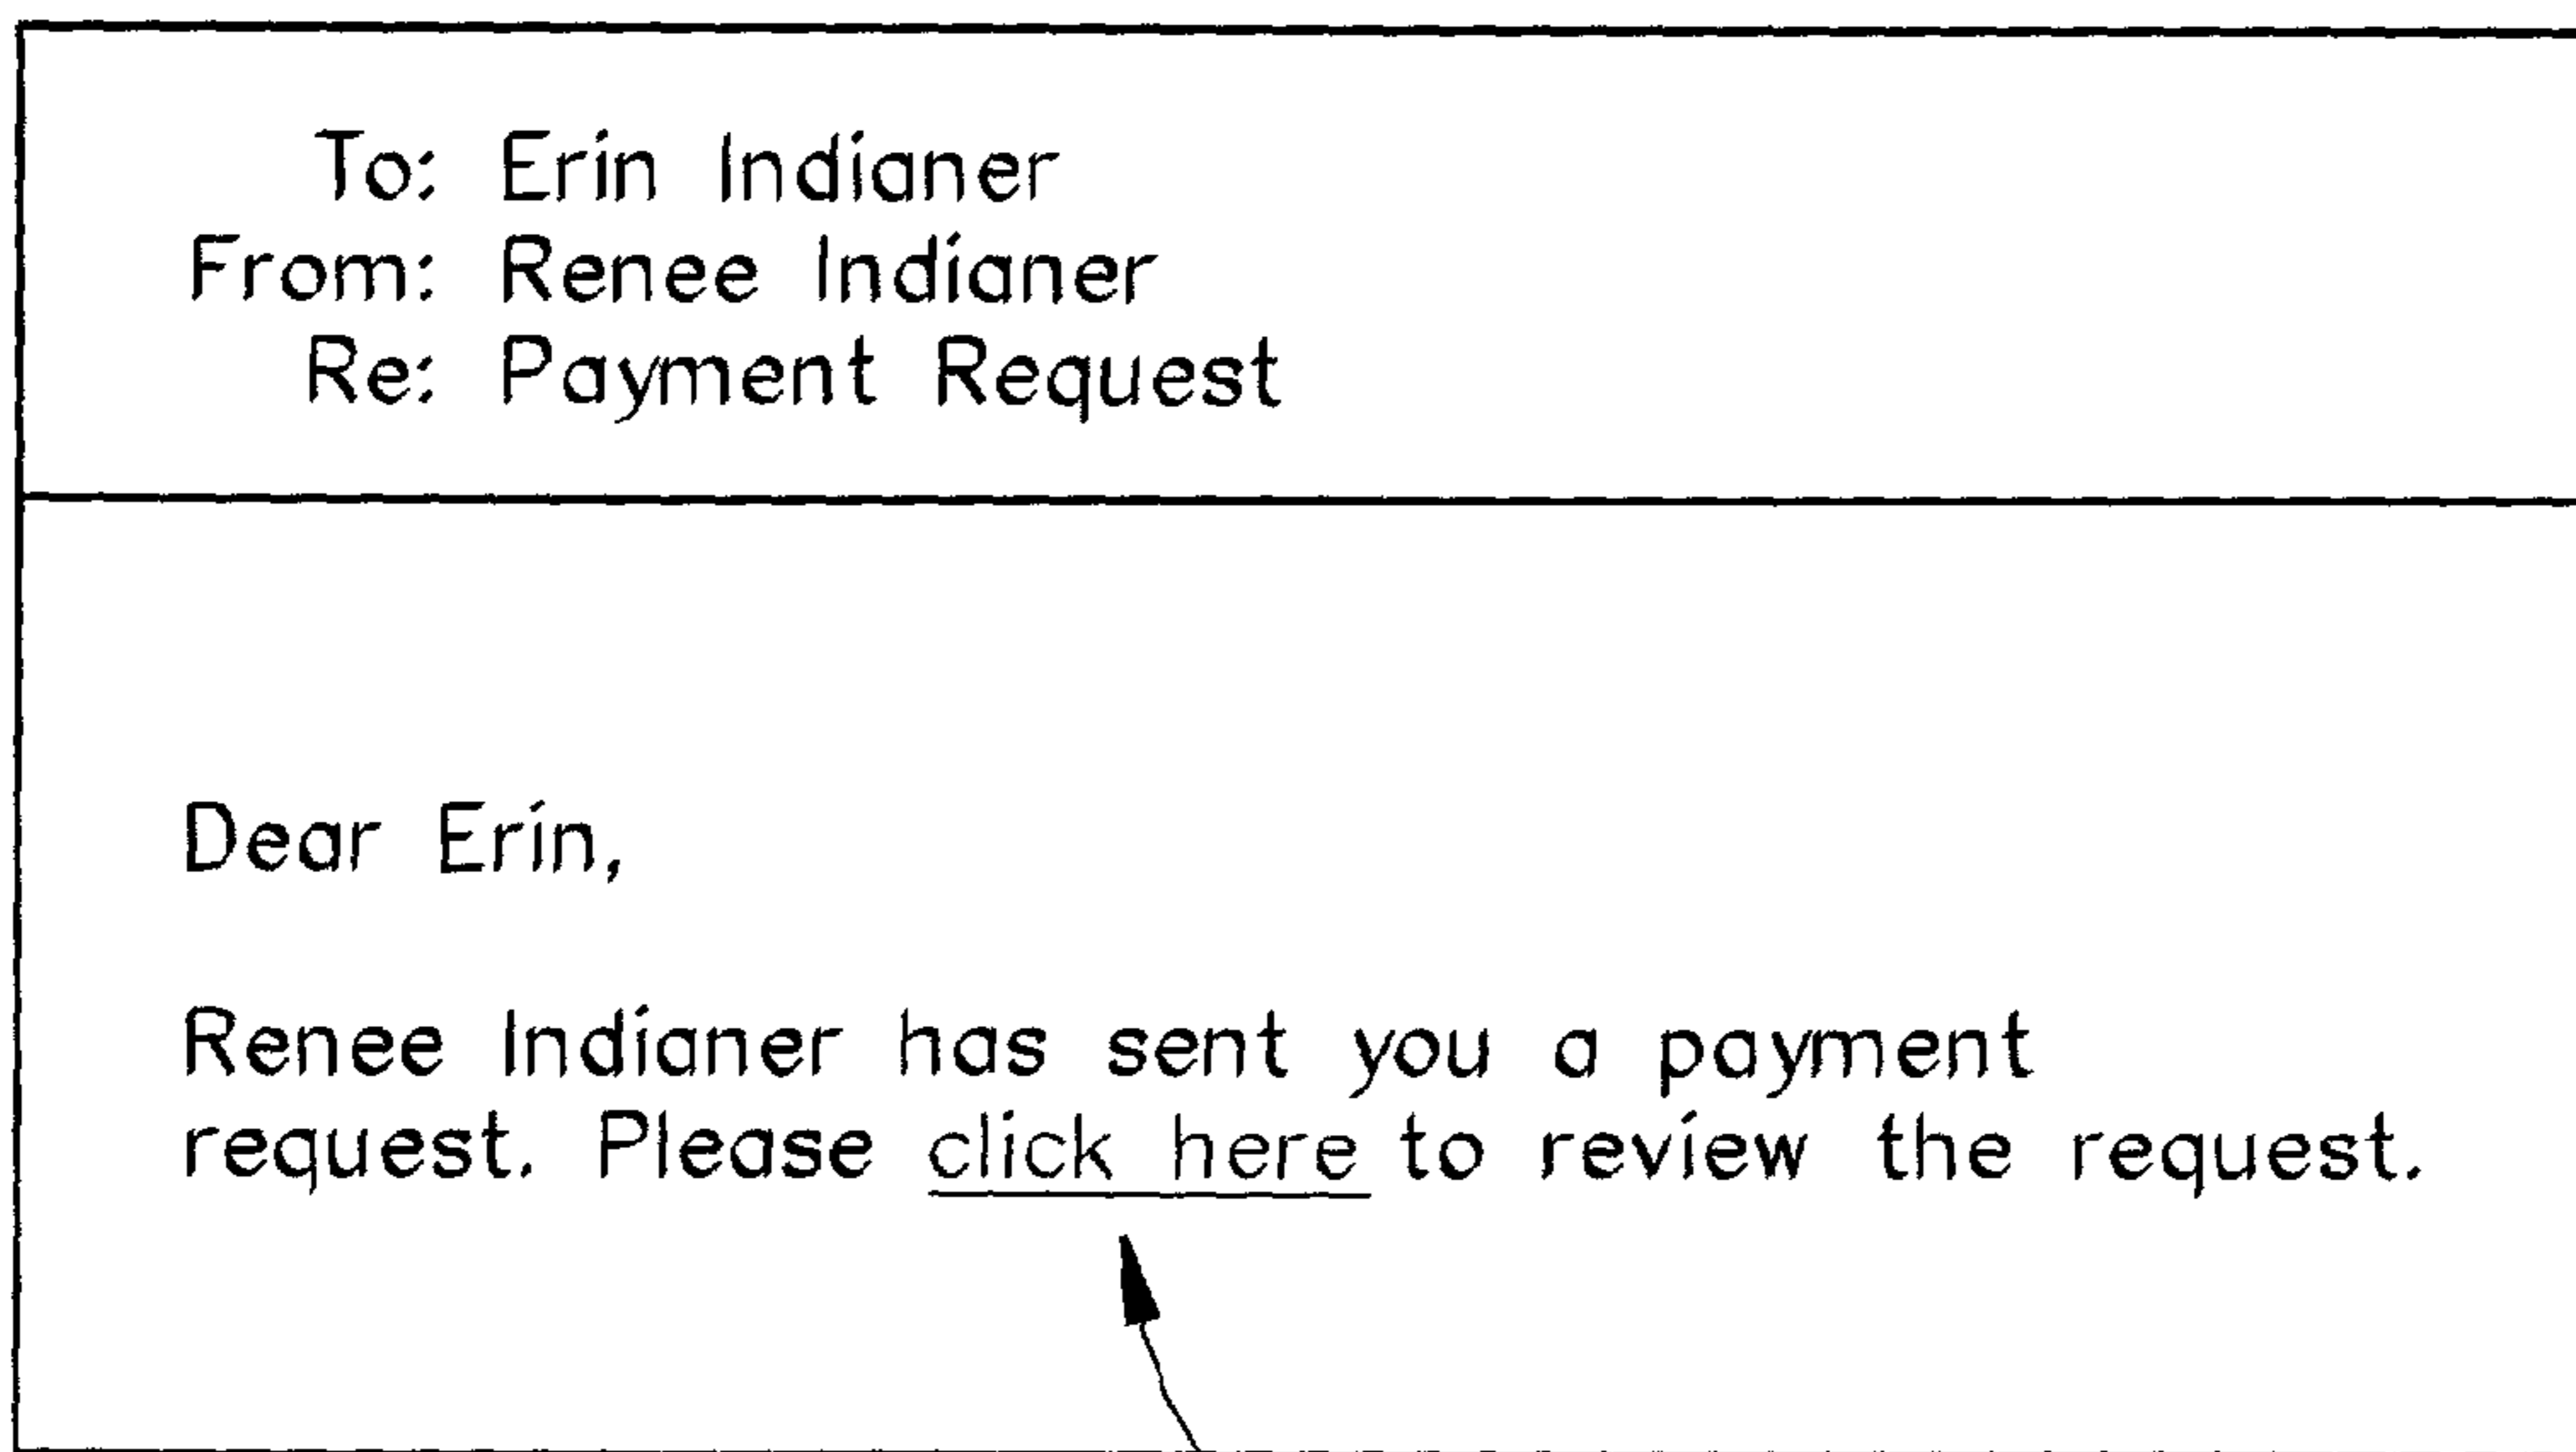 To: Erin Indianer
From: Renee Indianer
Re: Payment Request
Dear Erin,
Renee Indianer has sent you a payment
request. Please click here to review the request.